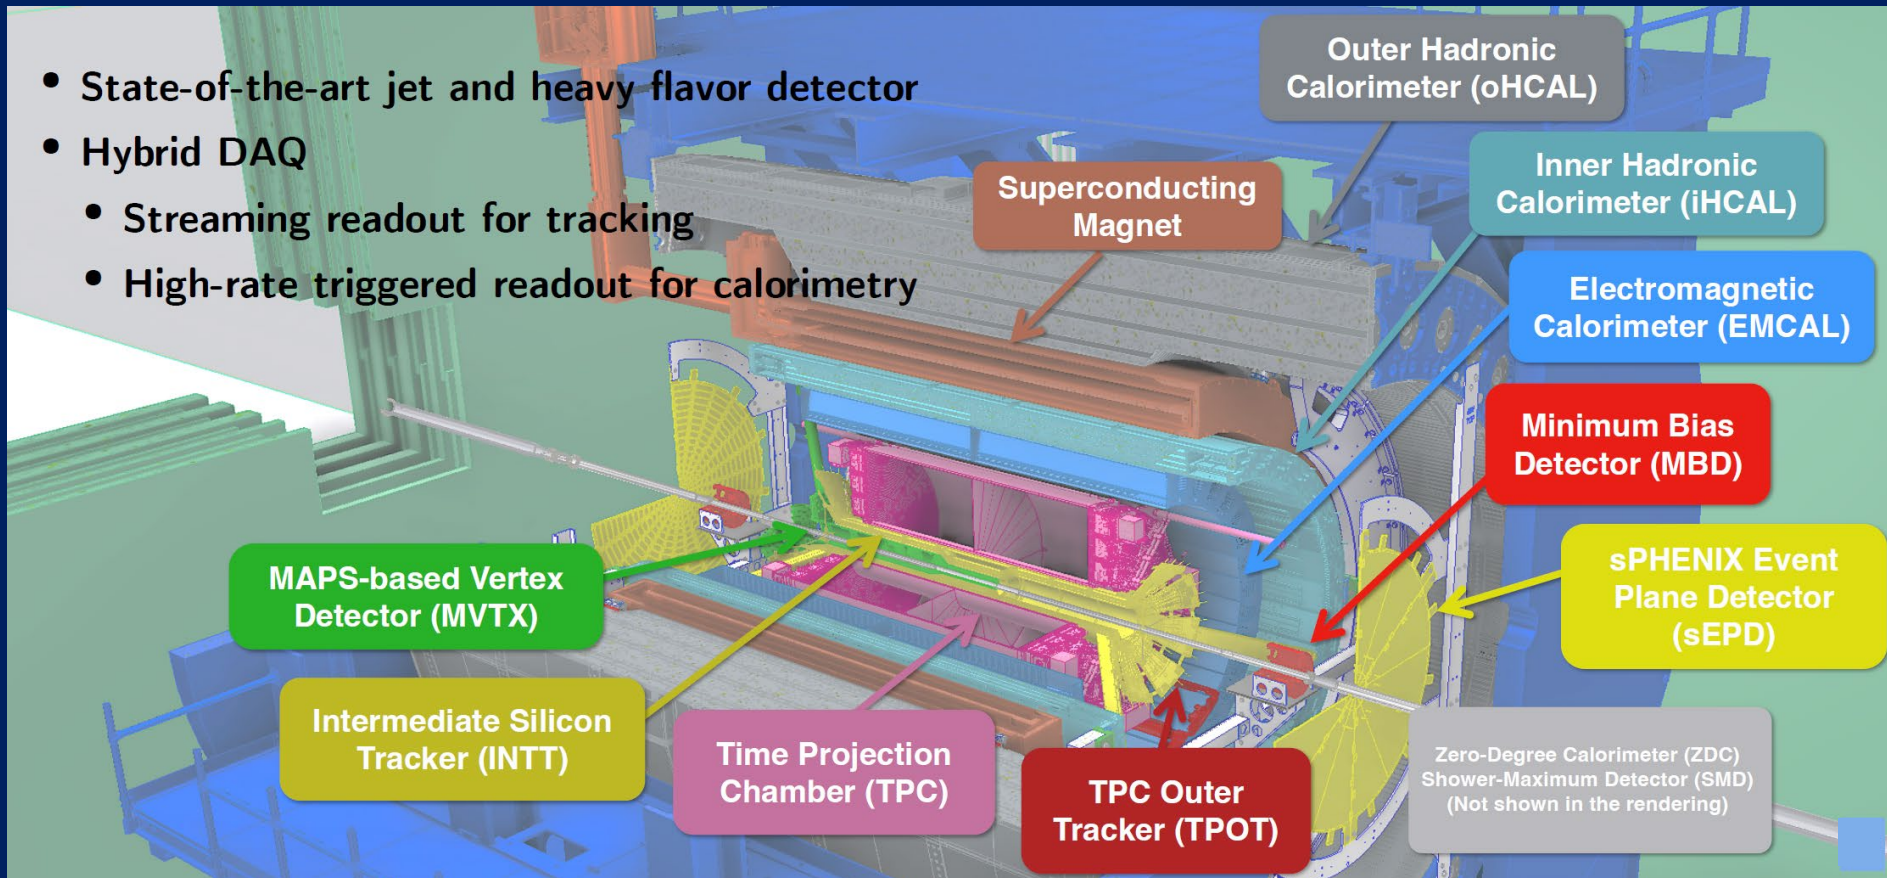 • State-of-the-art jet and heavy flavor detector
• Hybrid DAQ
• Streaming readout for tracking
• High-rate triggered readout for calorimetry
Outer Hadronic
Calorimeter (oHCAL)
Superconducting
Magnet
Inner Hadronic
Calorimeter (iHCAL)
Electromagnetic
Calorimeter (EMCAL)
Minimum Bias
Detector (MBD)
sPHENIX Event
Plane Detector
(sEPD)
MAPS-based Vertex
Detector (MVTX)
Intermediate Silicon
Tracker (INTT)
Time Projection
Chamber (TPC)
TPC Outer
Tracker (TPOT)
Zero-Degree Calorimeter (ZDC)
Shower-Maximum Detector (SMD)
(Not shown in the rendering)